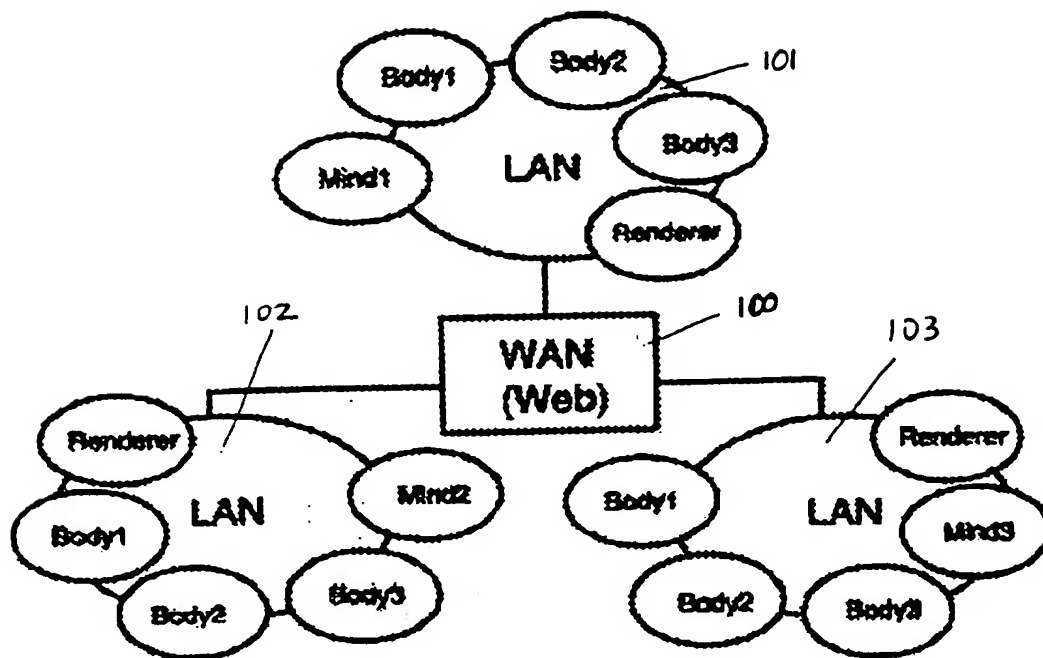 Body1
Body2
101
Body3
Mind1
LAN
Renderer
102
100
103
WAN
(Web)
Renderer
Renderer
Mind2
Body1
LAN
LAN
Body1
Mind3
Body2
Body3
Body2
Body3